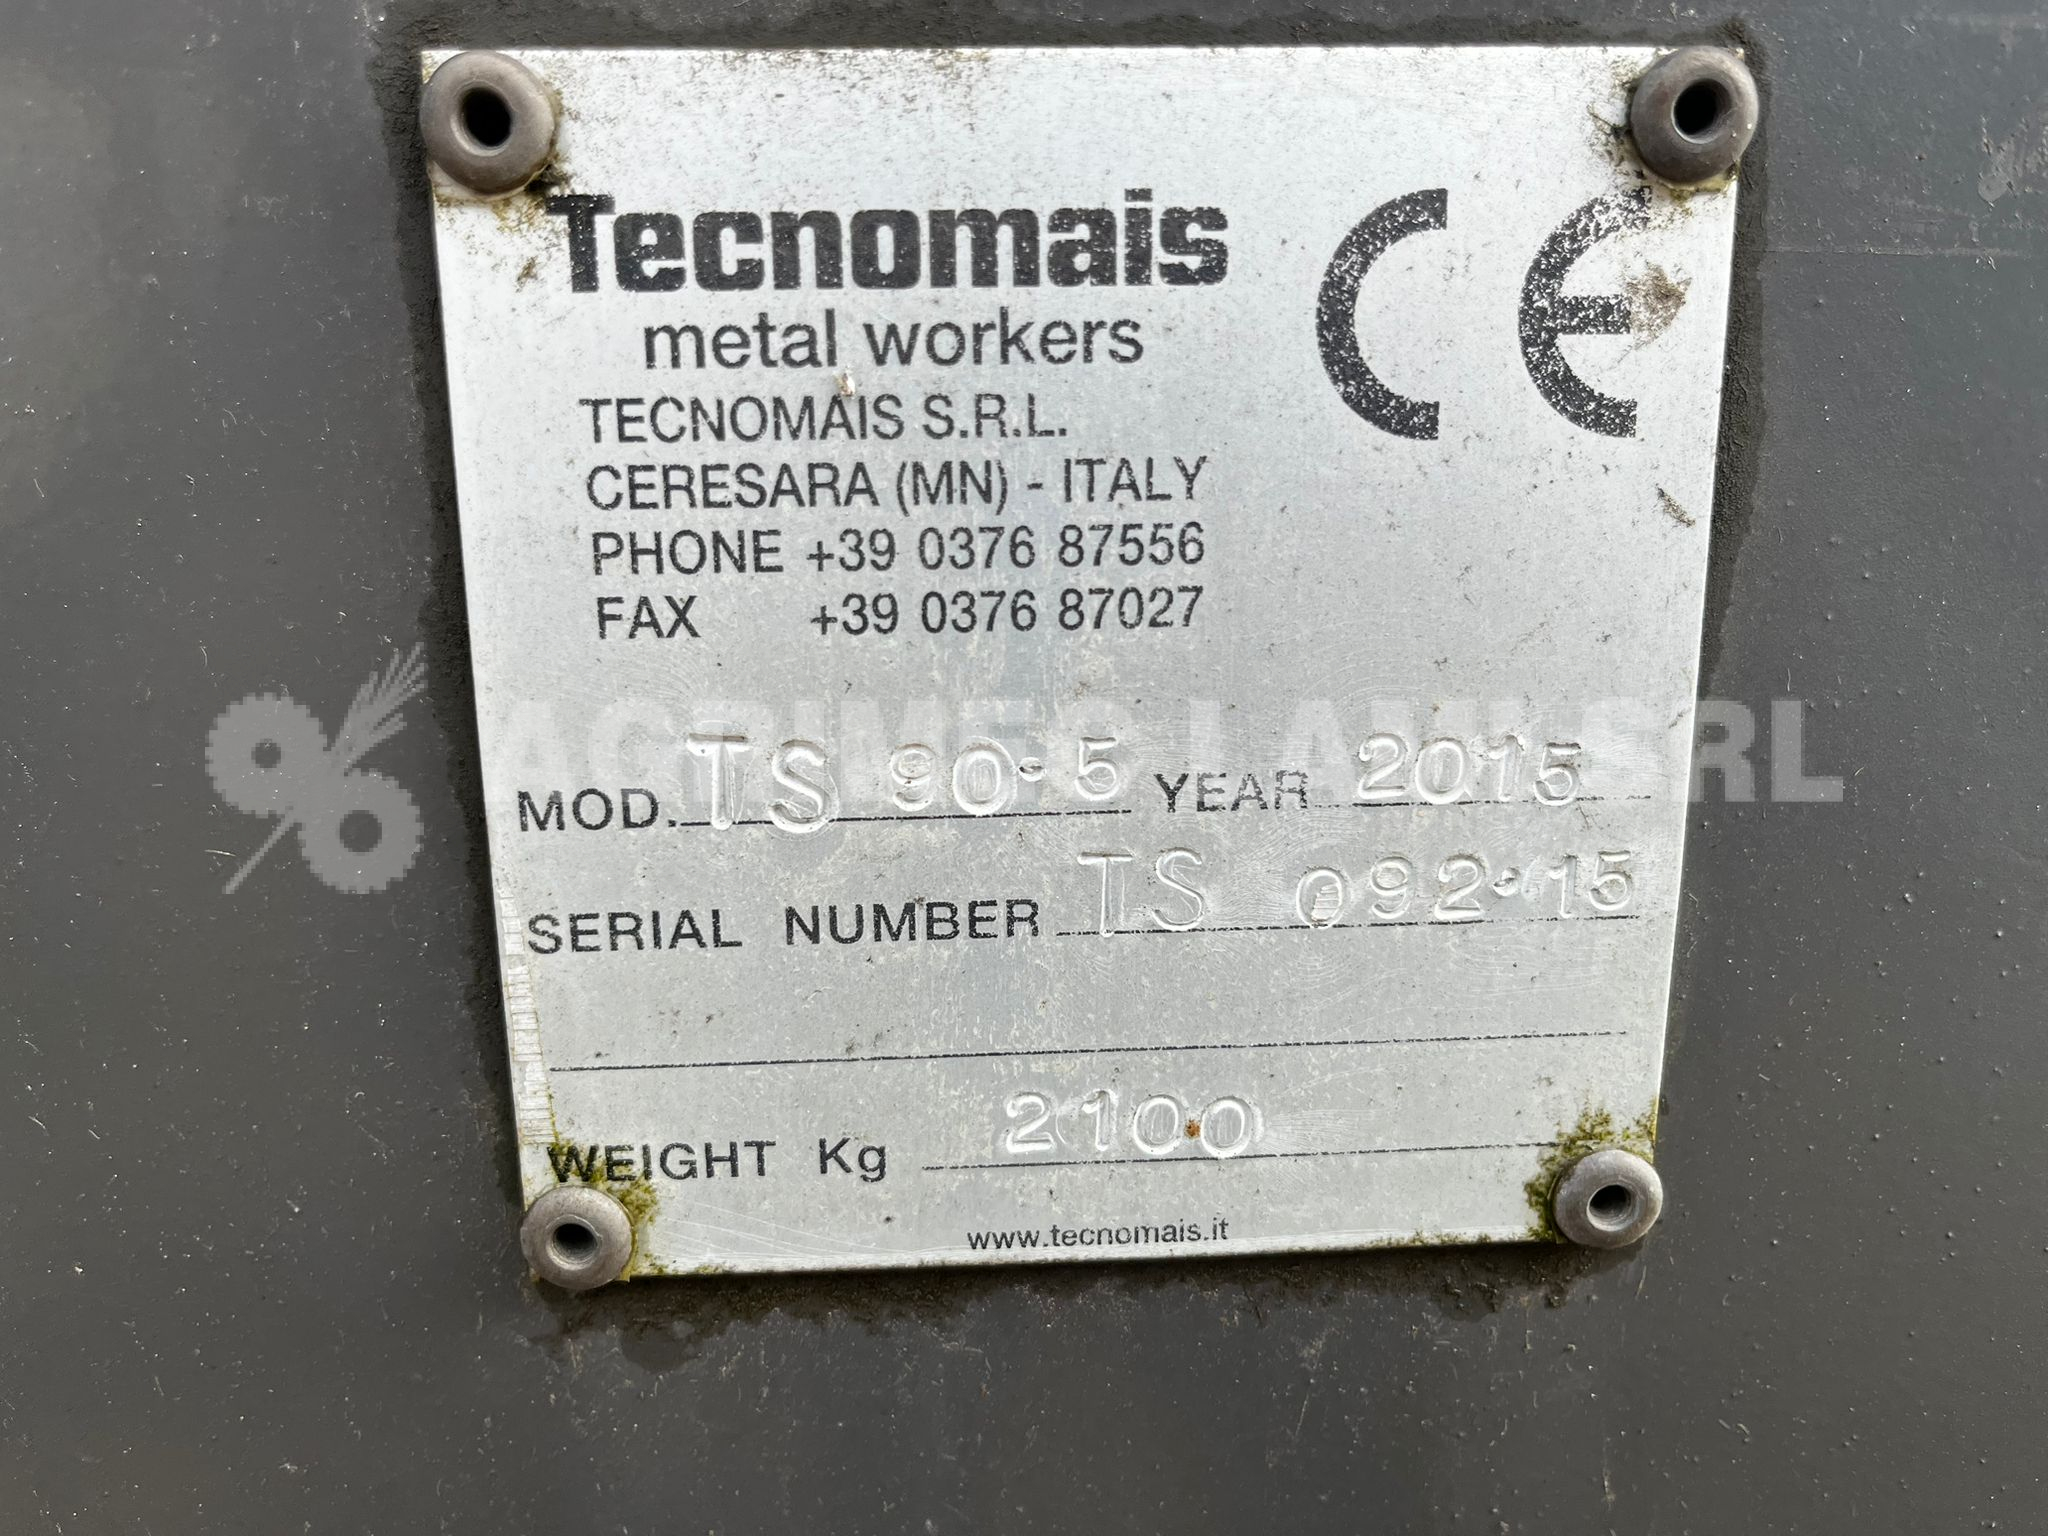 Tecnomais CE
metal workers
TECNOMAIS S.R.L.
CERESARA (MN) - ITALY
PHONE +39 0376 87556
FAX +39 0376 87027
MOD. TS 90·5 YEAR 2015
SERIAL NUMBER TS 092·15
WEIGHT Kg 2100
www.tecnomais.it
SRL